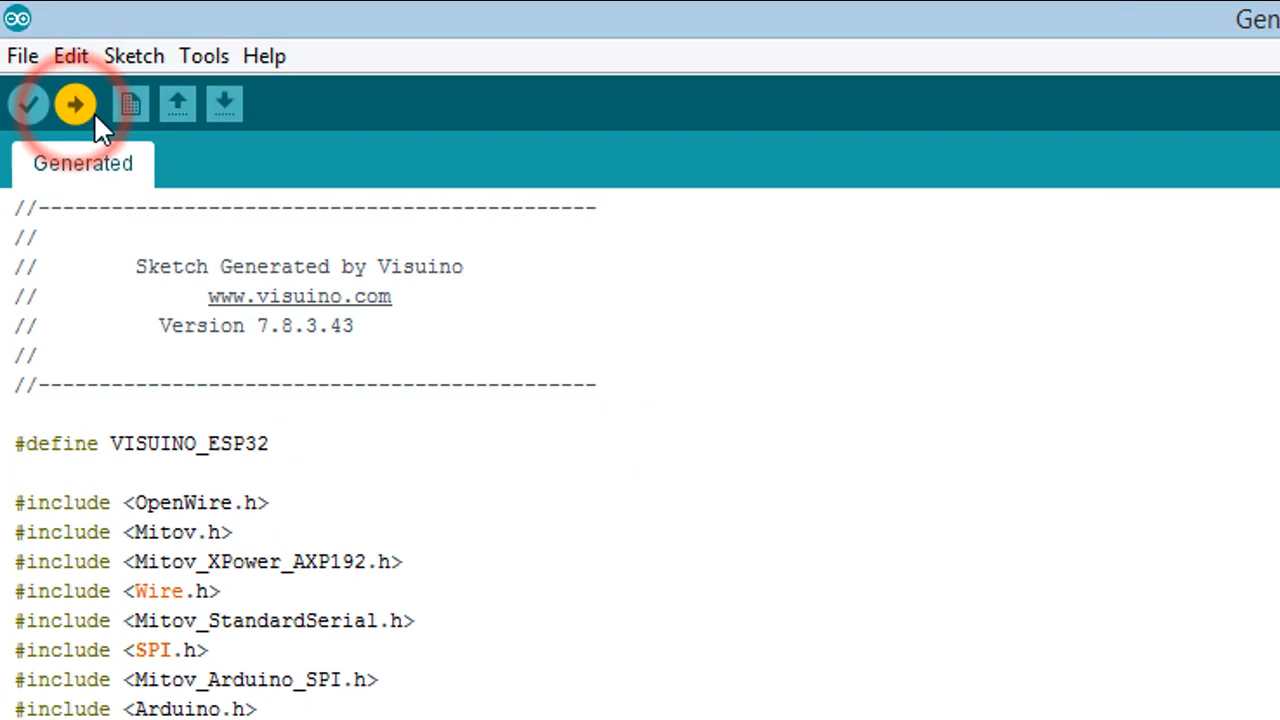 Gen
File Edit Sketch Tools Help
Generated
//-----------------------------------------------
//
// Sketch Generated by Visuino
// www.visuino.com
// Version 7.8.3.43
//
//-----------------------------------------------
#define VISUINO_ESP32
#include <OpenWire.h>
#include <Mitov.h>
#include <Mitov_XPower_AXP192.h>
#include <Wire.h>
#include <Mitov_StandardSerial.h>
#include <SPI.h>
#include <Mitov_Arduino_SPI.h>
#include <Arduino.h>